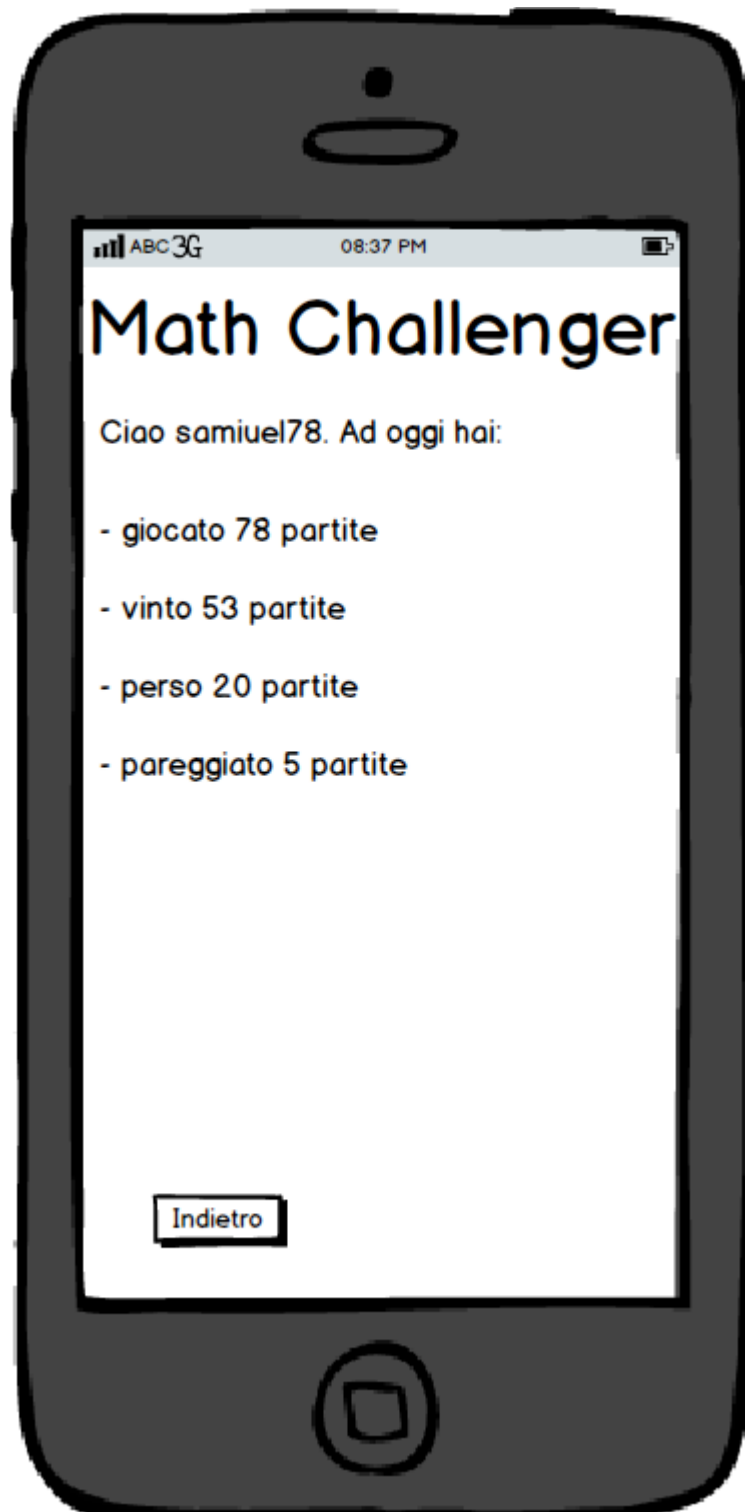 ABC 3G 08:37 PM
Math Challenger
Ciao samiuel78. Ad oggi hai:
- giocato 78 partite
- vinto 53 partite
- perso 20 partite
- pareggiato 5 partite
Indietro